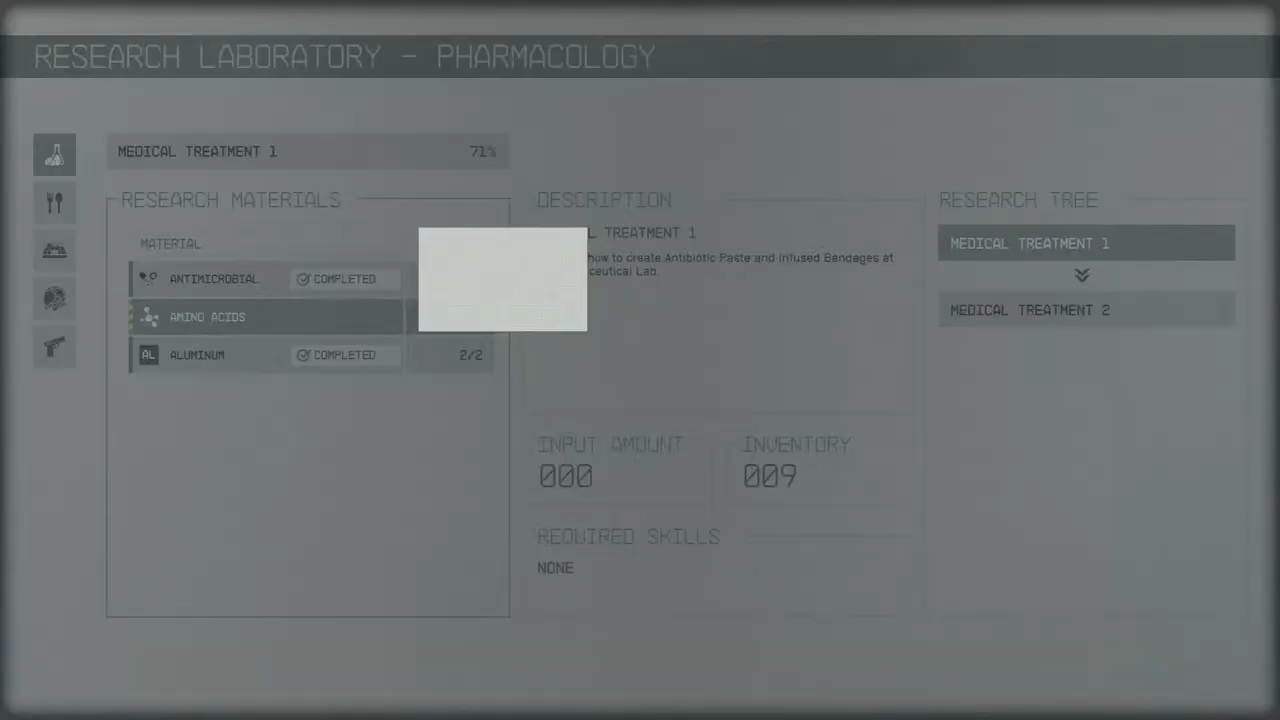 RESEARCH LABORATORY - PHARMACOLOGY
MEDICAL TREATMENT 1 71%
RESEARCH MATERIALS
MATERIAL
ANTIMICROBIAL COMPLETED
AMINO ACIDS
AL ALUMINUM COMPLETED 2/2
DESCRIPTION
TREATMENT 1
how to create Antibiotic Paste and Infused Bandages at
Lab.
INPUT AMOUNT
000
INVENTORY
009
REQUIRED SKILLS
NONE
RESEARCH TREE
MEDICAL TREATMENT 1
MEDICAL TREATMENT 2